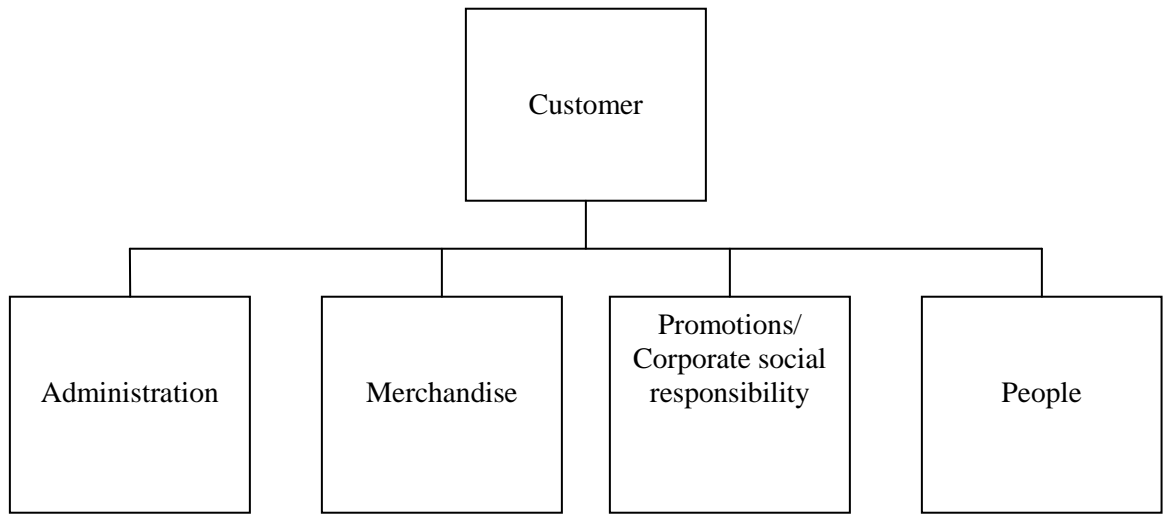 Customer
Promotions/
Corporate social
responsibility
Administration
Merchandise
People